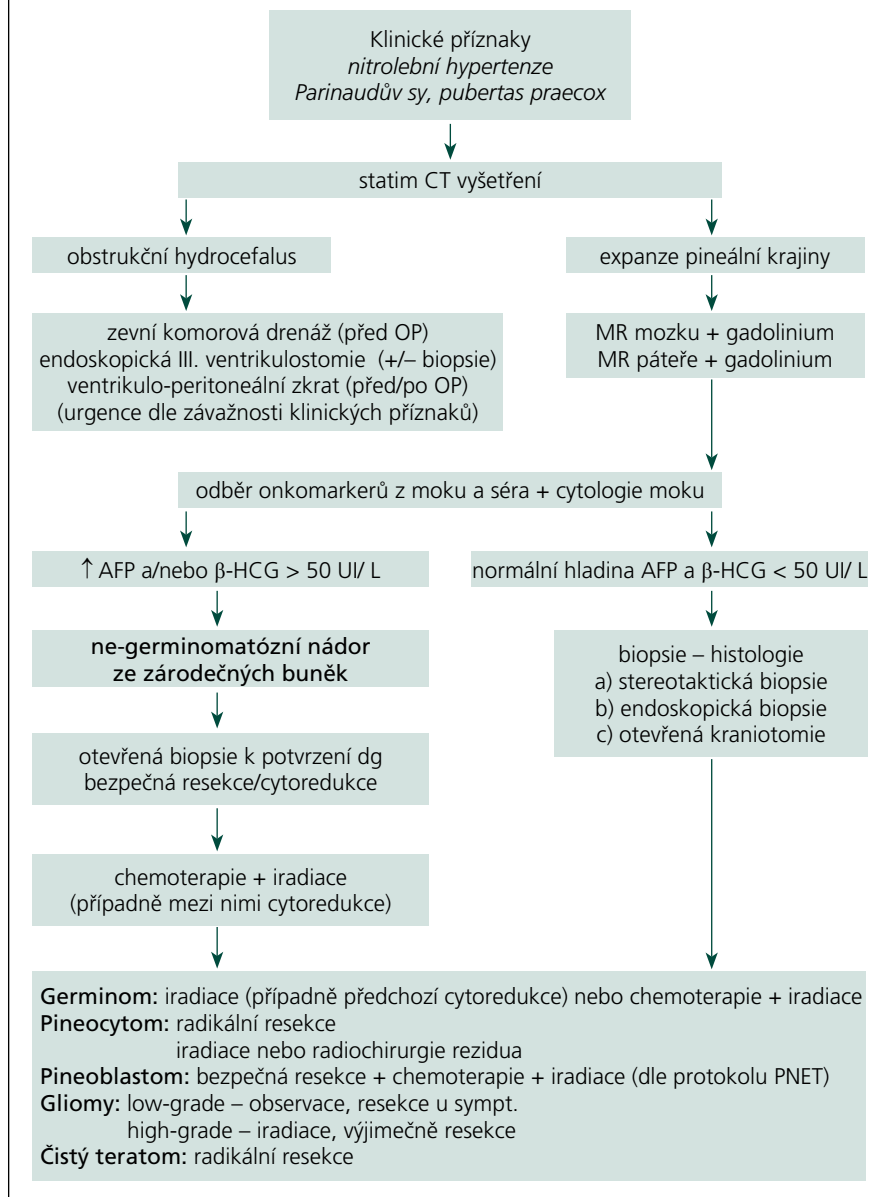 Klinické příznaky
nitrolební hypertenze
Parinaudův sy, pubertas praecox
statim CT vyšetření
obstrukční hydrocefalus
expanze pineální krajiny
zevní komorová drenáž (před OP)
endoskopická III. ventrikulostomie (+/– biopsie)
ventrikulo-peritoneální zkrat (před/po OP)
(urgence dle závažnosti klinických příznaků)
MR mozku + gadolinium
MR páteře + gadolinium
odběr onkomarkerů z moku a séra + cytologie moku
↑ AFP a/nebo β-HCG > 50 UI/ L
normální hladina AFP a β-HCG < 50 UI/ L
ne-germinomatózní nádor
ze zárodečných buněk
biopsie – histologie
a) stereotaktická biopsie
b) endoskopická biopsie
c) otevřená kraniotomie
otevřená biopsie k potvrzení dg
bezpečná resekce/cytoredukce
chemoterapie + iradiace
(případně mezi nimi cytoredukce)
Germinom: iradiace (případně předchozí cytoredukce) nebo chemoterapie + iradiace
Pineocytom: radikální resekce
iradiace nebo radiochirurgie rezidua
Pineoblastom: bezpečná resekce + chemoterapie + iradiace (dle protokolu PNET)
Gliomy: low-grade – observace, resekce u sympt.
high-grade – iradiace, výjimečně resekce
Čistý teratom: radikální resekce